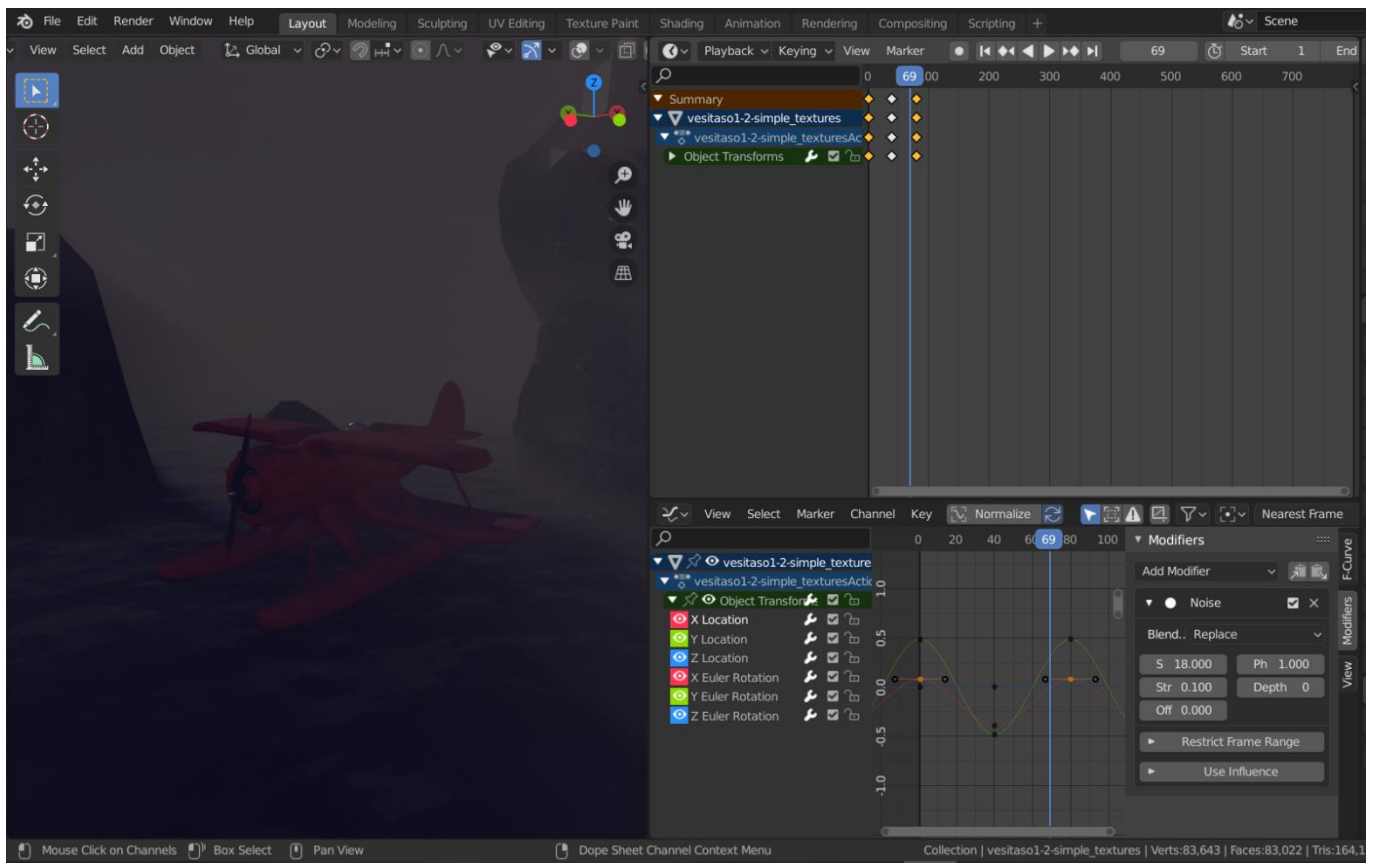 File Edit Render Window Help Layout Modeling Sculpting UV Editing Texture Paint Shading Animation Rendering Compositing Scripting + Scene
View Select Add Object Global Playback Keying View Marker 69 Start 1 End
0 69 00 200 300 400 500 600 700
Z
Y
Summary
vesitaso1-2-simple_textures
vesitaso1-2-simple_texturesAc
Object Transforms
View Select Marker Channel Key Normalize Nearest Frame
0 20 40 60 69 80 100
Modifiers
vesitaso1-2-simple_texture
vesitaso1-2-simple_texturesActio
Object Transforms
X Location
Y Location
Z Location
X Euler Rotation
Y Euler Rotation
Z Euler Rotation
1.0
0.5
0.0
-0.5
-1.0
Add Modifier
Noise
Blend.. Replace
S 18.000 Ph 1.000
Str 0.100 Depth 0
Off 0.000
Restrict Frame Range
Use Influence
F-Curve
Modifiers
View
Mouse Click on Channels Box Select Pan View Dope Sheet Channel Context Menu Collection | vesitaso1-2-simple_textures | Verts:83,643 | Faces:83,022 | Tris:164,1